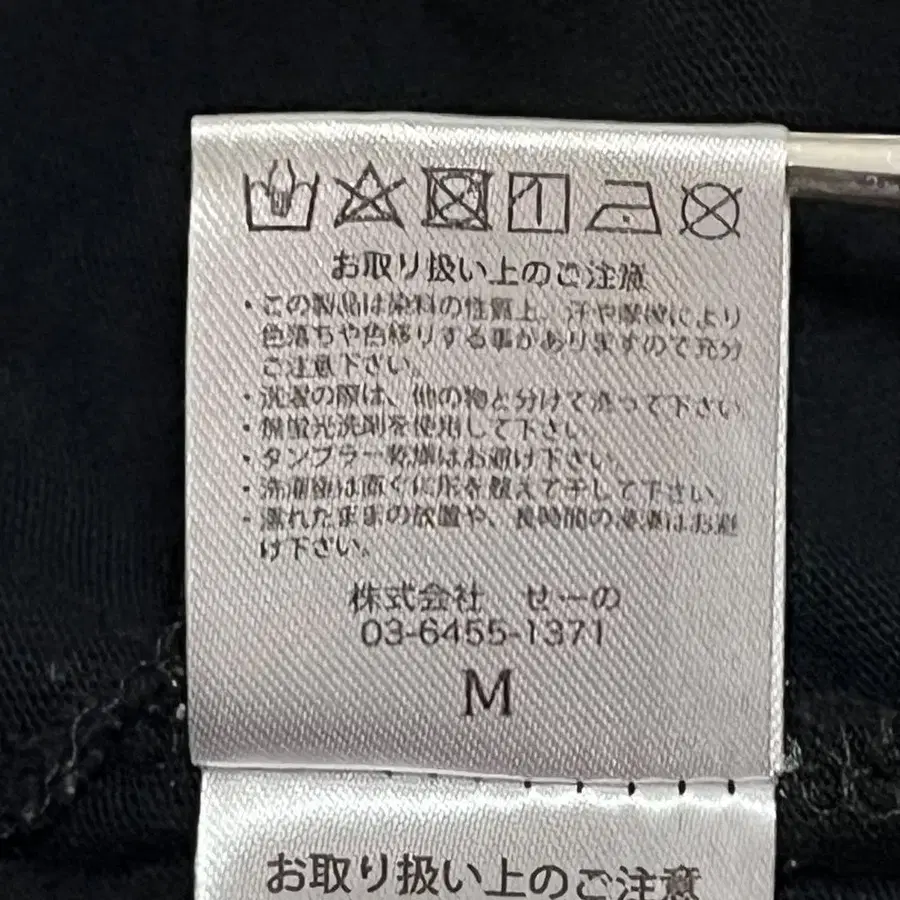 お取り扱い上のご注意
・この製品は染料の性質上、汗や摩擦により
色落ちや色移りする事がありますので充分
ご注意下さい。
・洗濯の際は、他の物と分けて洗って下さい
・無蛍光洗剤を使用して下さい
・タンブラー乾燥はお避け下さい
・洗濯後は直ぐに形を整えて干して下さい。
・濡れたままの放置や、長時間の浸漬はお避
け下さい。
株式会社 せーの
03-6455-1371
M
お取り扱い上のご注意